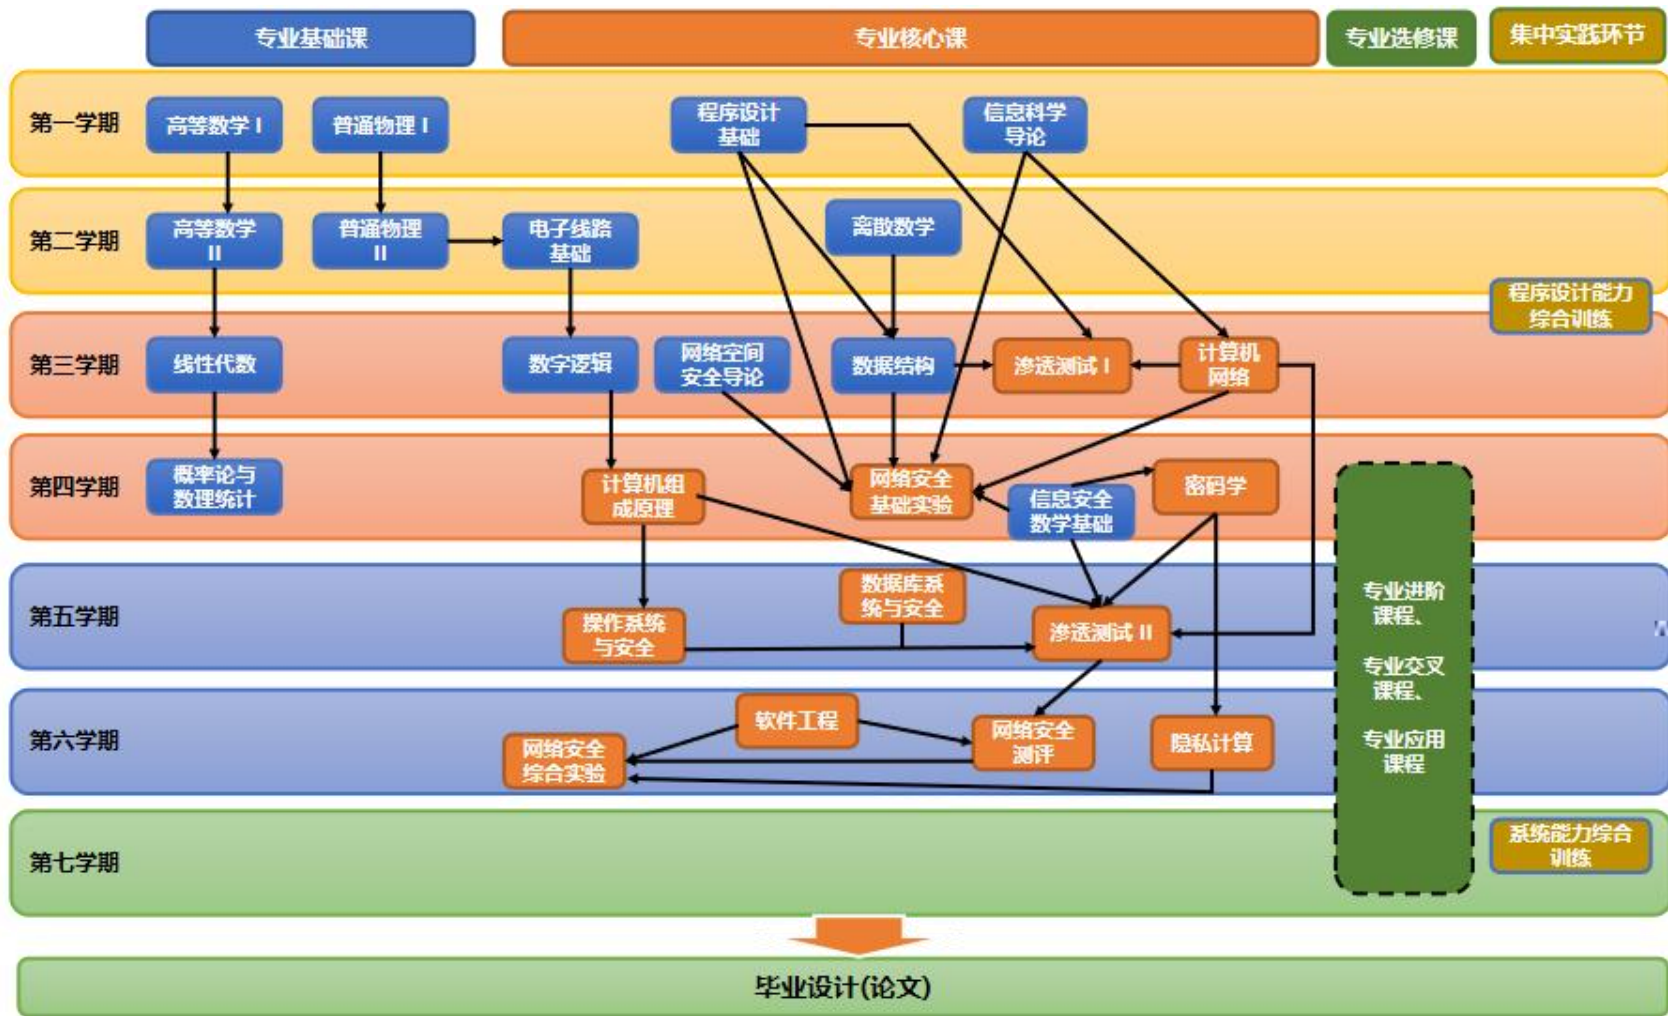 专业基础课
专业核心课
专业选修课
集中实践环节
第一学期
高等数学 I
普通物理 I
程序设计
基础
信息科学
导论
第二学期
高等数学
II
普通物理
II
电子线路
基础
离散数学
程序设计能力
综合训练
第三学期
线性代数
数字逻辑
网络空间
安全导论
数据结构
渗透测试 I
计算机
网络
第四学期
概率论与
数理统计
计算机组
成原理
网络安全
基础实验
信息安全
数学基础
密码学
第五学期
操作系统
与安全
数据库系
统与安全
渗透测试 II
专业进阶
课程、
专业交叉
课程、
专业应用
课程
第六学期
网络安全
综合实验
软件工程
网络安全
测评
隐私计算
第七学期
系统能力综合
训练
毕业设计(论文)